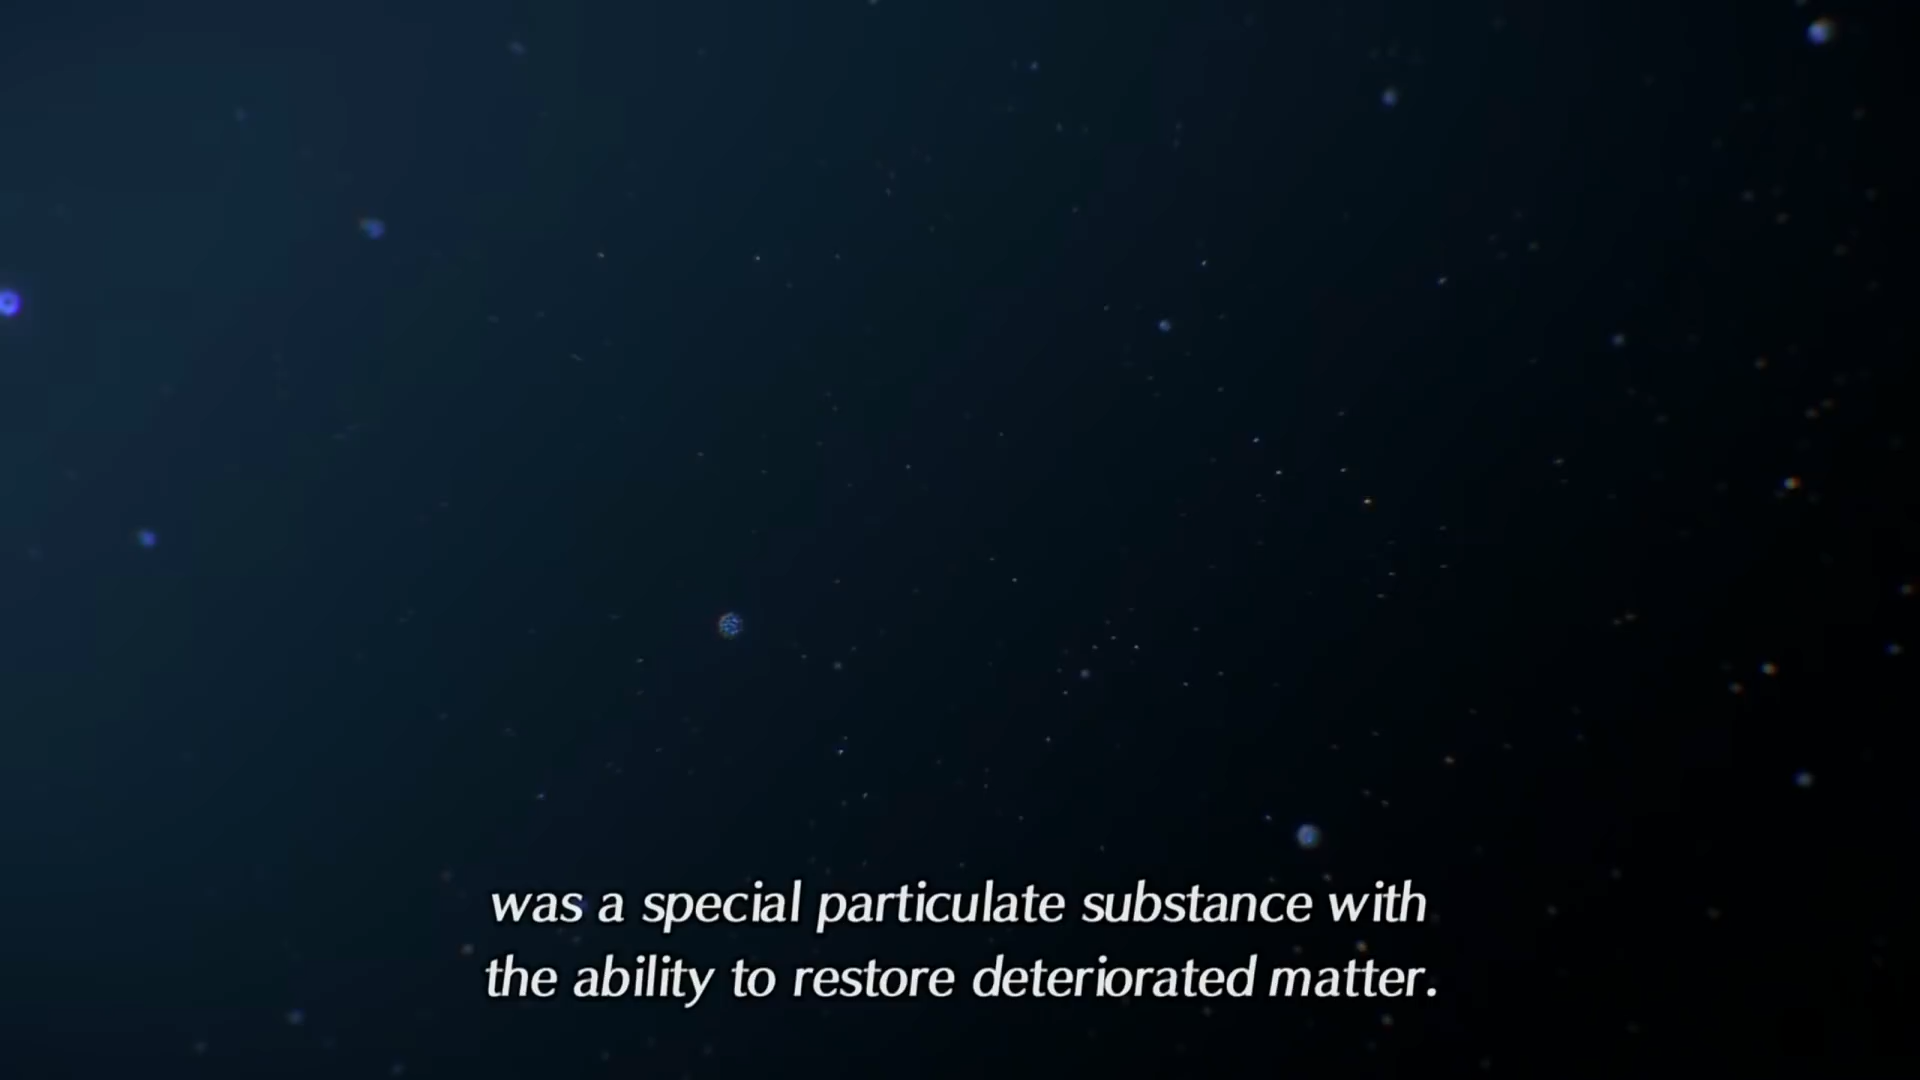 was a special particulate substance with
the ability to restore deteriorated matter.